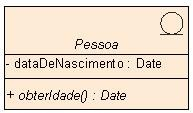 Pessoa
- dataDeNascimento : Date
+ obterIdade() : Date